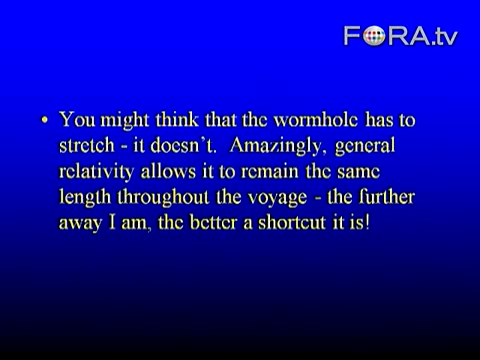 FORA.tv
• You might think that the wormhole has to
stretch - it doesn't.  Amazingly, general
relativity allows it to remain the same
length throughout the voyage - the further
away I am, the better a shortcut it is!